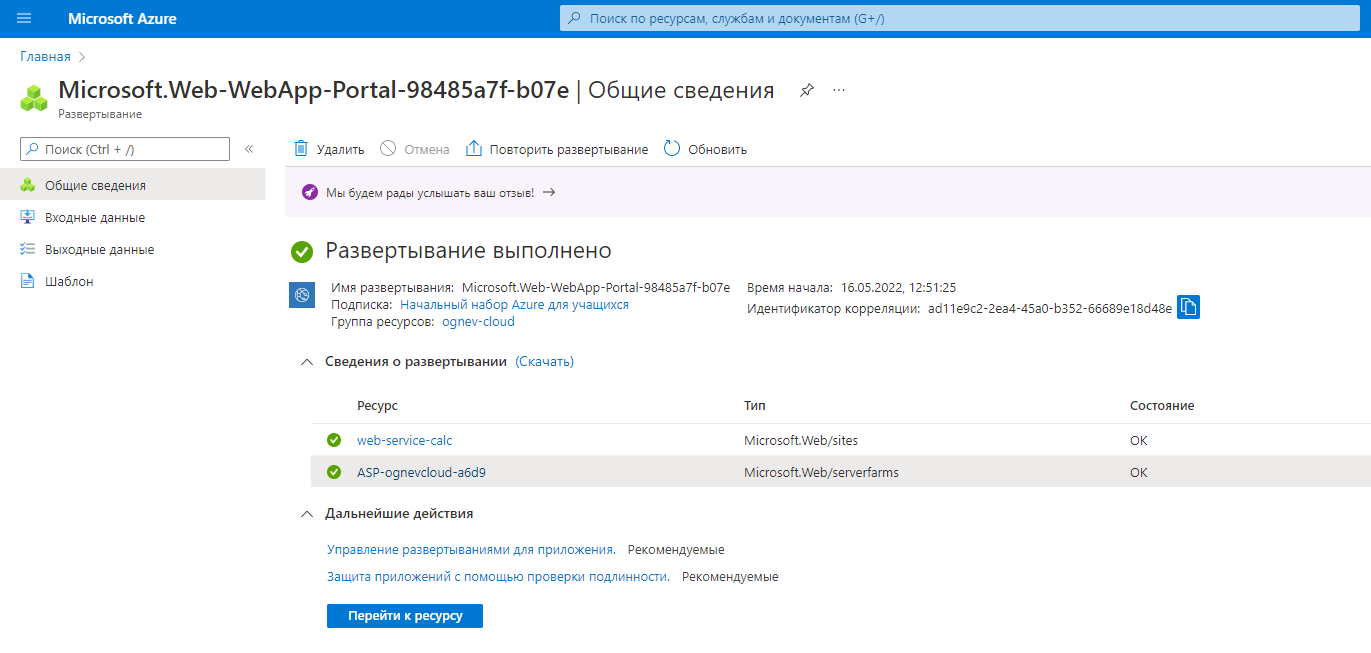 Microsoft Azure
Поиск по ресурсам, службам и документам (G+/)
Главная
Microsoft.Web-WebApp-Portal-98485a7f-b07e | Общие сведения
Развертывание
Поиск (Ctrl + /)
Общие сведения
Входные данные
Выходные данные
Шаблон
Удалить Отмена Повторить развертывание Обновить
Мы будем рады услышать ваш отзыв! →
Развертывание выполнено
Имя развертывания: Microsoft.Web-WebApp-Portal-98485a7f-b07e
Подписка: Начальный набор Azure для учащихся
Группа ресурсов: ognev-cloud
Время начала: 16.05.2022, 12:51:25
Идентификатор корреляции: ad11e9c2-2ea4-45a0-b352-66689e18d48e
Сведения о развертывании (Скачать)
Ресурс Тип Состояние
web-service-calc Microsoft.Web/sites OK
ASP-ognevcloud-a6d9 Microsoft.Web/serverfarms OK
Дальнейшие действия
Управление развертываниями для приложения. Рекомендуемые
Защита приложений с помощью проверки подлинности. Рекомендуемые
Перейти к ресурсу